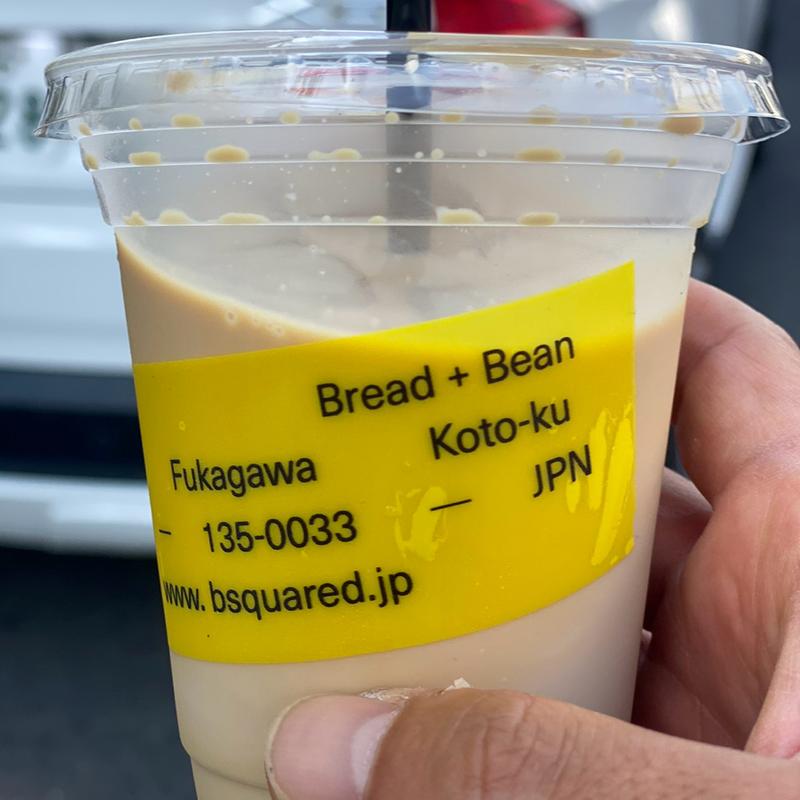 Bread + Bean
Koto-ku
Fukagawa
JPN
— 135-0033 —
www.bsquared.jp